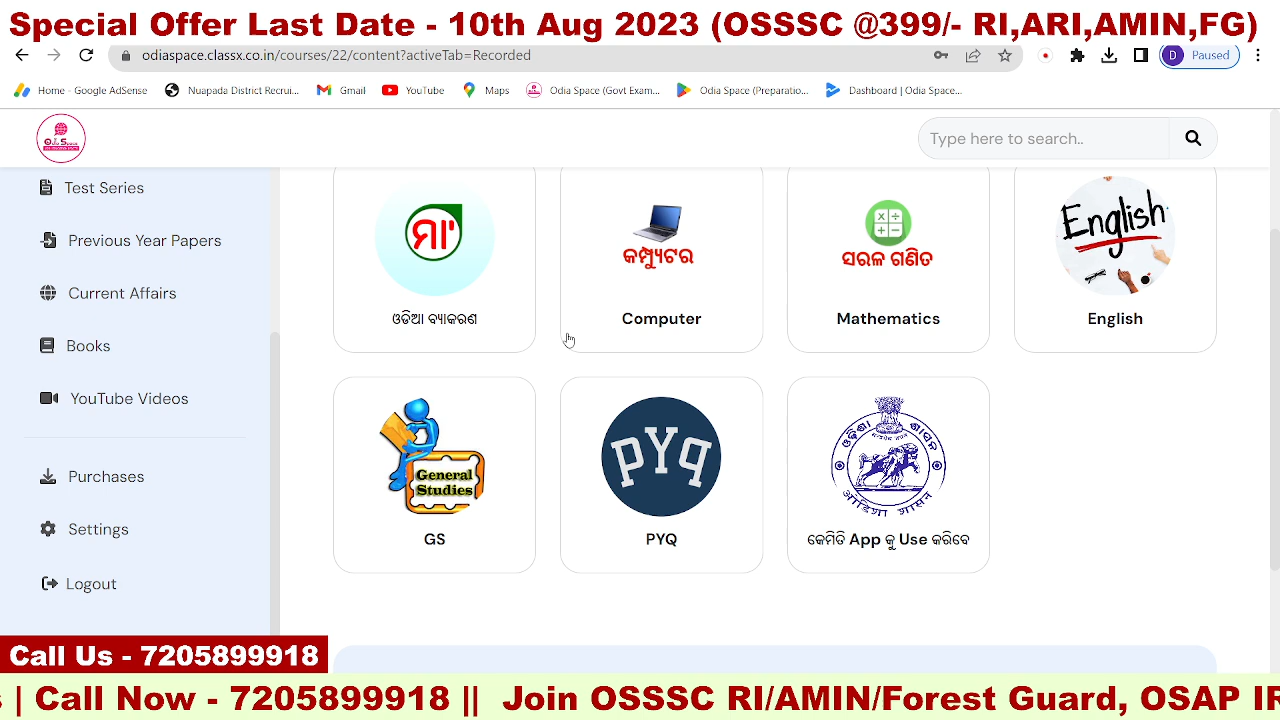 Special Offer Last Date - 10th Aug 2023 (OSSSC @399/- RI,ARI,AMIN,FG)
odiaspace.classx.co.in/courses/22/content?activeTab=Recorded
D Paused
Home - Google AdSense Nuapada District Recrui... Gmail YouTube Maps Odia Space (Govt Exam... Odia Space (Preparatio... Dashboard | Odia Space...
Type here to search..
Test Series
Previous Year Papers
Current Affairs
Books
YouTube Videos
Purchases
Settings
Logout
ମା'
କମ୍ପ୍ୟୁଟର
ସରଳ ଗଣିତ
English
ଓଡିଆ ବ୍ୟାକରଣ
Computer
Mathematics
English
General
Studies
PYQ
ଓଡ଼ିଶା ଶାସନ
ओड़िशा शासन
GS
PYQ
କେମିତି App କୁ Use କରିବେ
Call Us - 7205899918
| Call Now - 7205899918 || Join OSSSC RI/AMIN/Forest Guard, OSAP IR